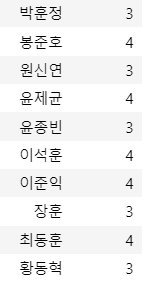 박훈정 3
봉준호 4
원신연 3
윤제균 4
윤종빈 3
이석훈 4
이준익 4
장훈 3
최동훈 4
황동혁 3